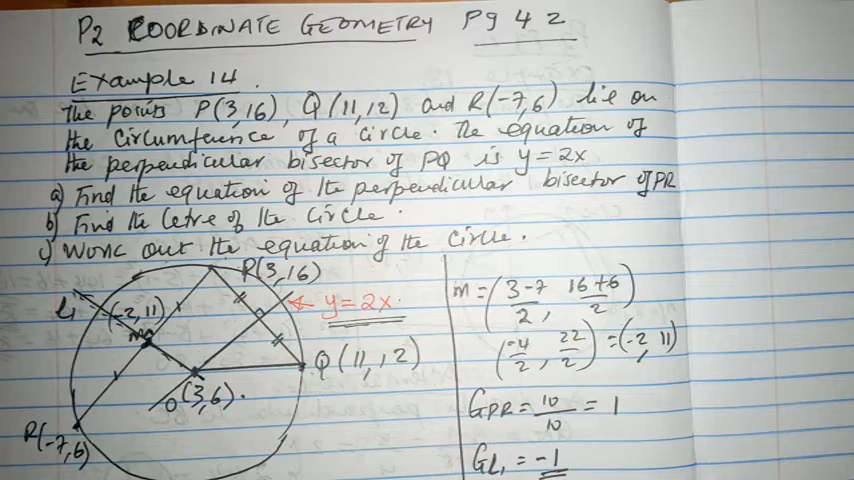 P2 COORDINATE GEOMETRY Pg 42
Example 14.
The points P(3,16), Q(11,12) and R(-7,6) lie on
the circumference of a circle. The equation of
the perpendicular bisector of PQ is y=2x
a) Find the equation of the perpendicular bisector of PR
b) Find the Cetre of the Circle.
c) Work out the equation of the Circle.
P(3,16)
L1
(-2,11)
y=2x.
m
Q(11,12)
O(3,6).
R(-7,6)
m = (3-7/2, 16+6/2)
(-4/2, 22/2) = (-2, 11)
GPR = 10/10 = 1
GL1 = -1